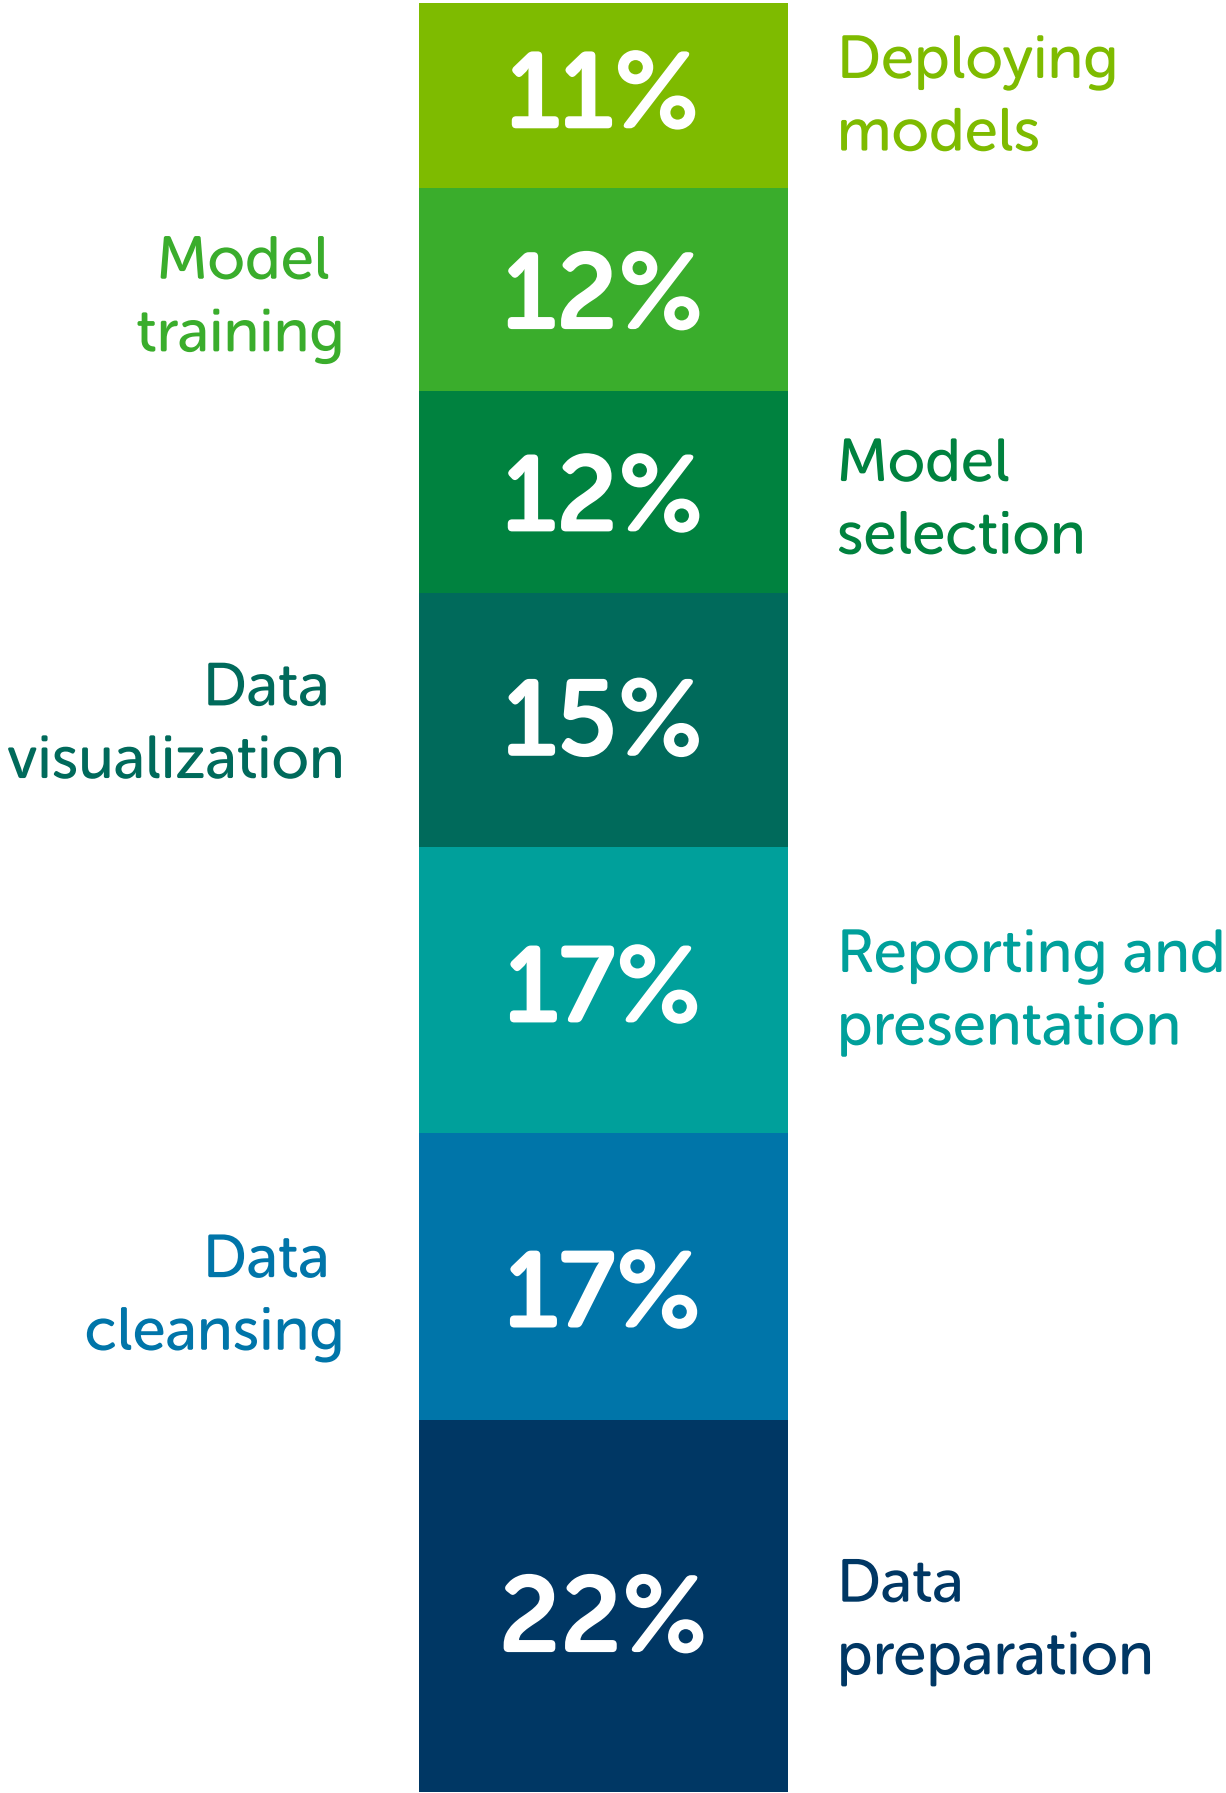 11%
Deploying
models
Model
training
12%
12%
Model
selection
Data
visualization
15%
17%
Reporting and
presentation
Data
cleansing
17%
22%
Data
preparation